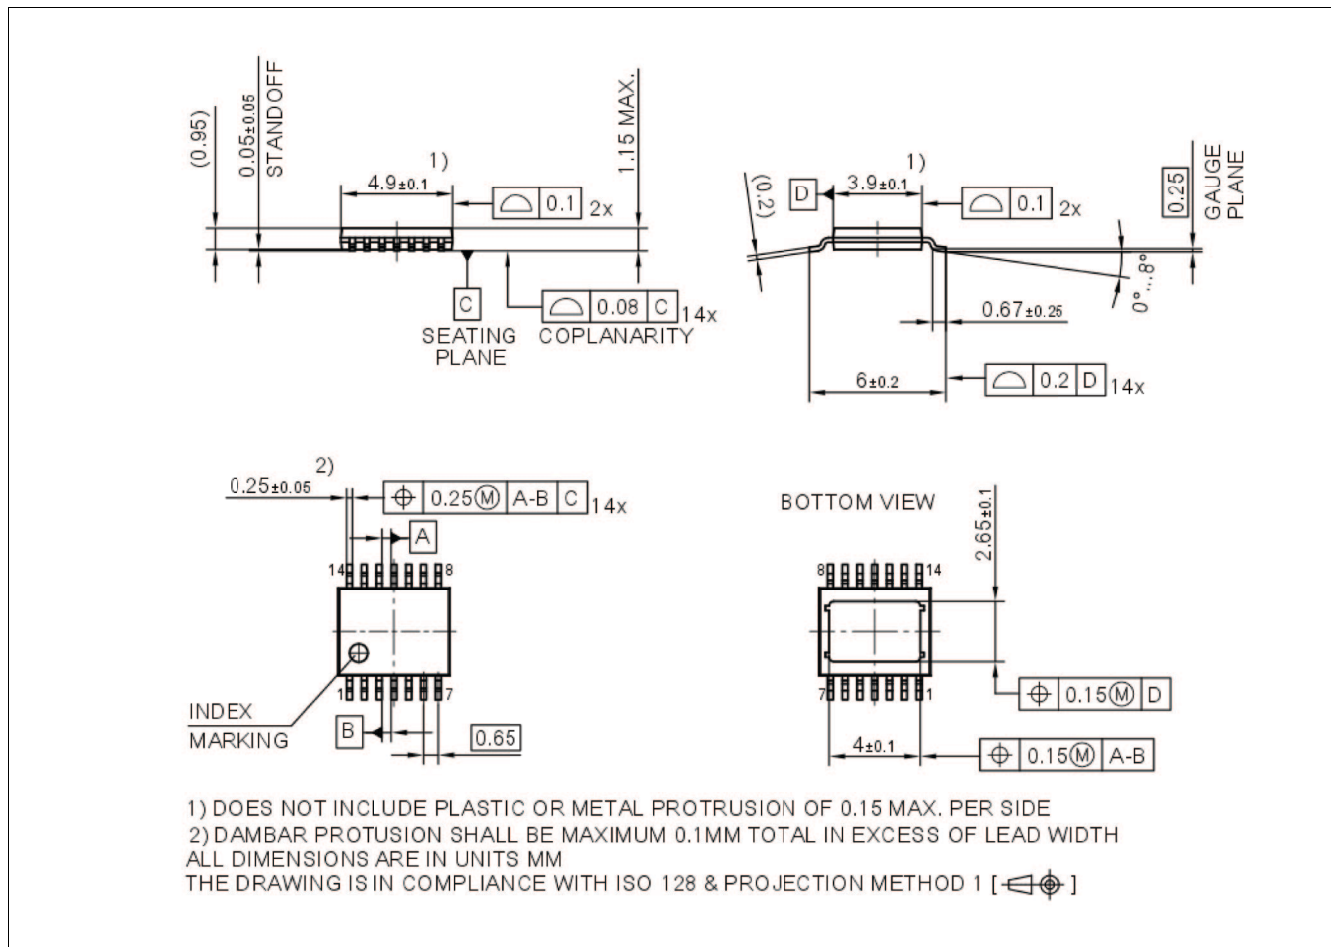 (0.95)
0.05±0.05
STANDOFF
1)
4.9±0.1
0.1 2x
1.15 MAX.
C
SEATING
PLANE
0.08 C 14x
COPLANARITY
(0.2)
D
1)
3.9±0.1
0.1 2x
0.25
GAUGE
PLANE
0°...8°
0.67±0.25
6±0.2
0.2 D 14x
2)
0.25±0.05
0.25Ⓜ A-B C 14x
A
14 8
1 7
INDEX
MARKING
B
0.65
BOTTOM VIEW
2.65±0.1
8 14
7 1
0.15Ⓜ D
4±0.1
0.15Ⓜ A-B
1) DOES NOT INCLUDE PLASTIC OR METAL PROTRUSION OF 0.15 MAX. PER SIDE
2) DAMBAR PROTUSION SHALL BE MAXIMUM 0.1MM TOTAL IN EXCESS OF LEAD WIDTH
ALL DIMENSIONS ARE IN UNITS MM
THE DRAWING IS IN COMPLIANCE WITH ISO 128 & PROJECTION METHOD 1 [ ]